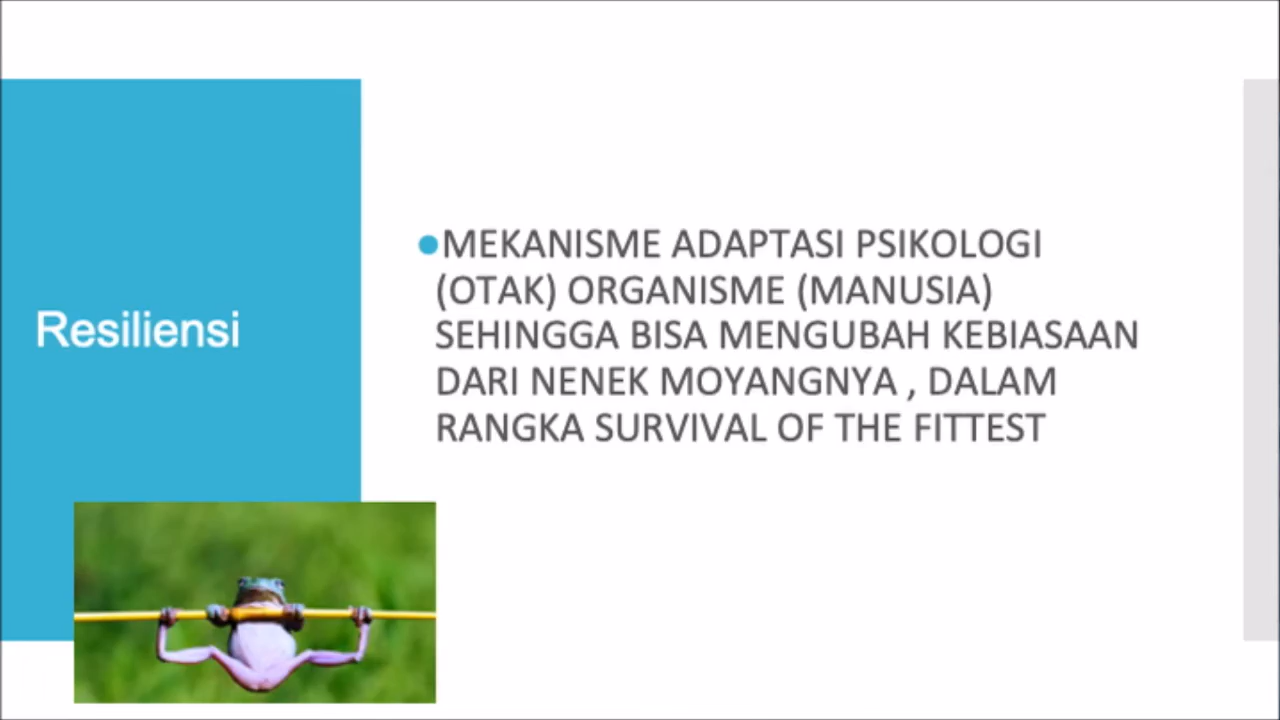 Resiliensi
MEKANISME ADAPTASI PSIKOLOGI
(OTAK) ORGANISME (MANUSIA)
SEHINGGA BISA MENGUBAH KEBIASAAN
DARI NENEK MOYANGNYA , DALAM
RANGKA SURVIVAL OF THE FITTEST